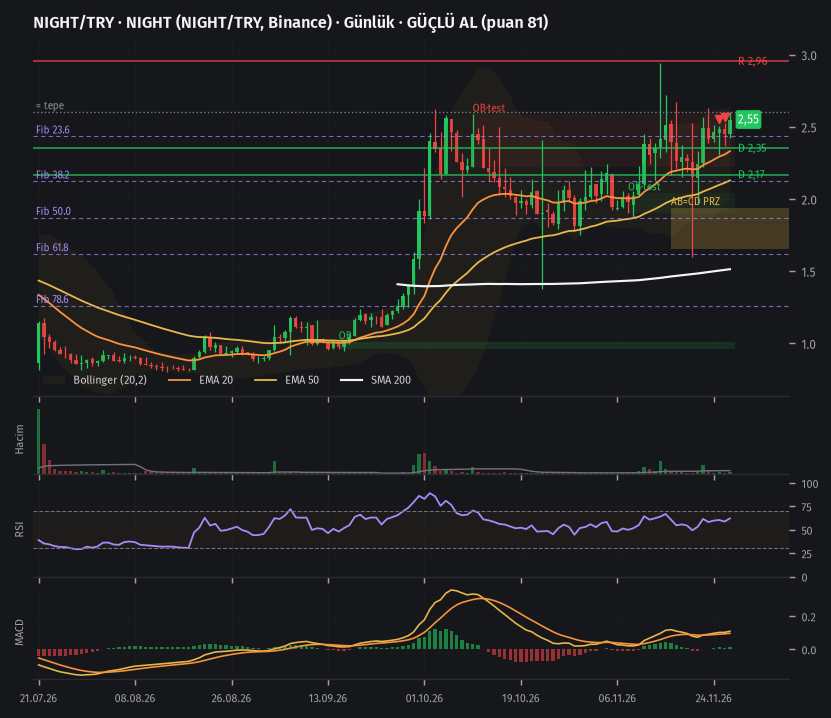 NIGHT/TRY · NIGHT (NIGHT/TRY, Binance) · Günlük · GÜÇLÜ AL (puan 81)
3.0
R 2,96
= tepe
OB test
2,55
2.5
Fib 23.6
D 2,35
Fib 38.2
D 2,17
OB test
2.0
AB=CD PRZ
Fib 50.0
Fib 61.8
1.5
Fib 78.6
OB
1.0
Bollinger (20,2)
EMA 20
EMA 50
SMA 200
Hacim
100
75
RSI
50
25
0
0.2
MACD
0.0
21.07.26
08.08.26
26.08.26
13.09.26
01.10.26
19.10.26
06.11.26
24.11.26